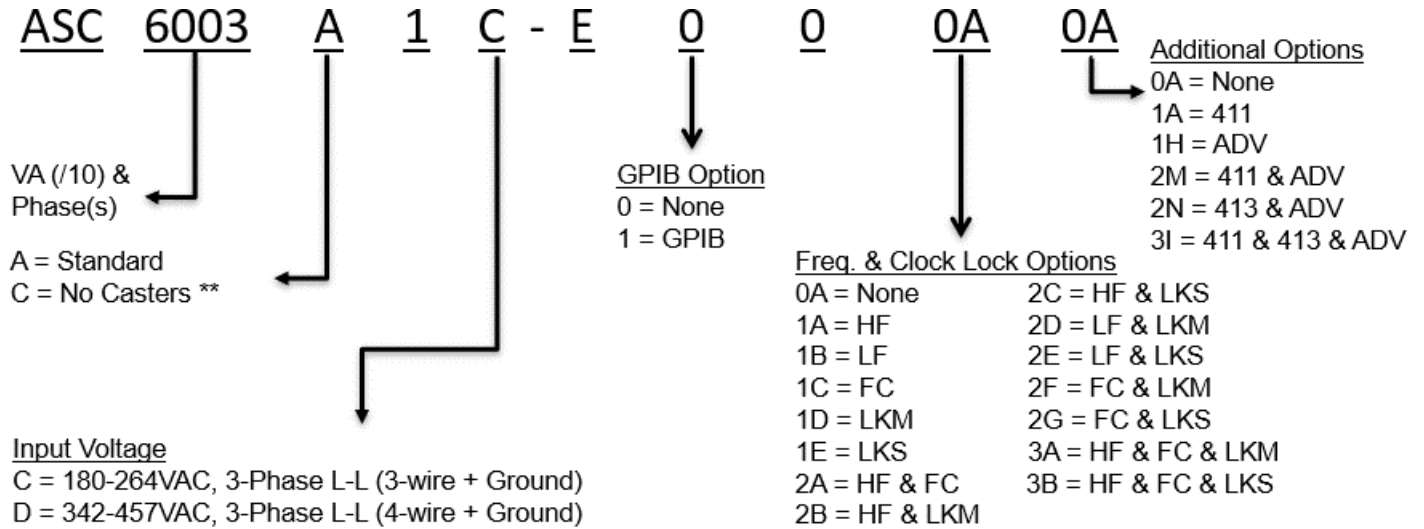 ASC 6003 A 1 C - E 0 0 0A 0A
Additional Options
0A = None
1A = 411
1H = ADV
2M = 411 & ADV
2N = 413 & ADV
3I = 411 & 413 & ADV
VA (/10) &
Phase(s)
GPIB Option
0 = None
1 = GPIB
A = Standard
C = No Casters **
Freq. & Clock Lock Options
0A = None
1A = HF
1B = LF
1C = FC
1D = LKM
1E = LKS
2A = HF & FC
2B = HF & LKM
2C = HF & LKS
2D = LF & LKM
2E = LF & LKS
2F = FC & LKM
2G = FC & LKS
3A = HF & FC & LKM
3B = HF & FC & LKS
Input Voltage
C = 180-264VAC, 3-Phase L-L (3-wire + Ground)
D = 342-457VAC, 3-Phase L-L (4-wire + Ground)